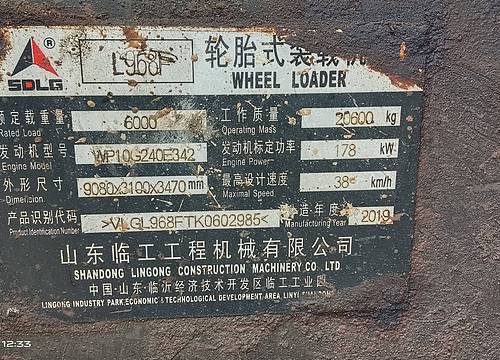 ® L968F 轮胎式装载机
SDLG WHEEL LOADER
额定载重量 6000 工作质量 20600 kg
Rated Load Operating Mass
发动机型号 WP10G240E342 发动机标定功率 178 kW
Engine Model Engine Power
外形尺寸 9080x3100x3470 mm 最高设计速度 38 km/h
Dimension Maximal Speed
产品识别代码 >VLGL968FTK0602985< 造年度 2019
Product Identification Number Manufacturing Year
山东临工工程机械有限公司
SHANDONG LINGONG CONSTRUCTION MACHINERY CO. LTD
中国·山东·临沂经济技术开发区临工工业园
LINGONG INDUSTRY PARK ECONOMIC & TECHNOLOGICAL DEVELOPMENT AREA, LINYI
12:33